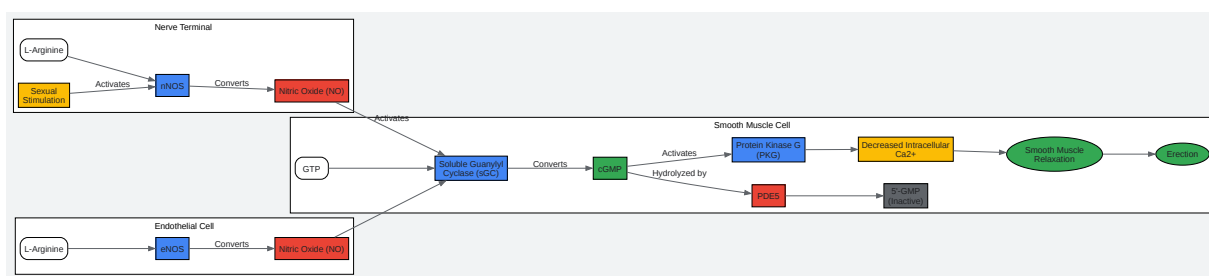 Nerve Terminal
L-Arginine
Sexual
Stimulation
Activates
nNOS
Converts
Nitric Oxide (NO)
Activates
Smooth Muscle Cell
GTP
Soluble Guanylyl
Cyclase (sGC)
Converts
cGMP
Activates
Protein Kinase G
(PKG)
Decreased Intracellular
Ca2+
Smooth Muscle
Relaxation
Erection
Hydrolyzed by
PDE5
5'-GMP
(Inactive)
Endothelial Cell
L-Arginine
eNOS
Converts
Nitric Oxide (NO)